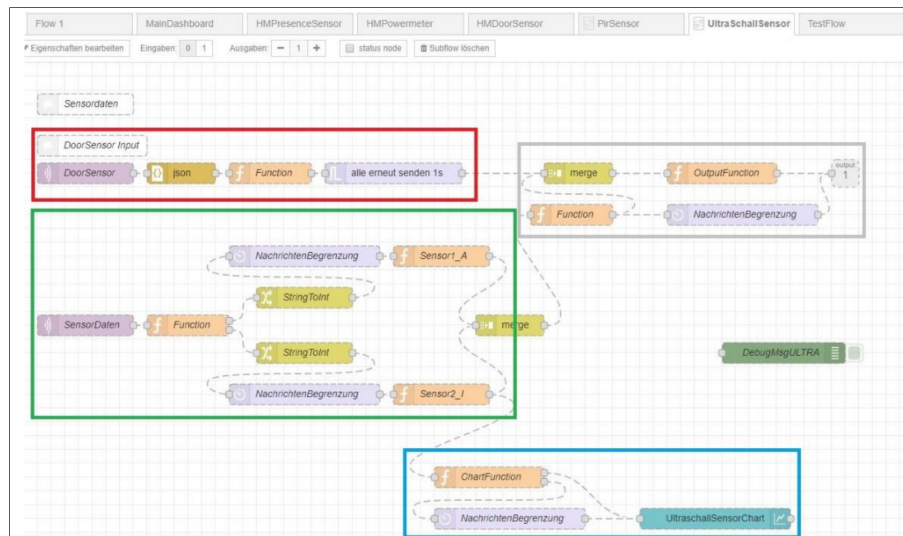 Flow 1
MainDashboard
HMPresenceSensor
HMPowermeter
HMDoorSensor
PirSensor
UltraSchallSensor
TestFlow
Eigenschaften bearbeiten
Eingaben: 0 1
Ausgaben: − 1 +
status node
Subflow löschen
Sensordaten
DoorSensor Input
DoorSensor
{} json
f Function
alle erneut senden 1s
merge
f OutputFunction
output
1
f Function
NachrichtenBegrenzung
NachrichtenBegrenzung
f Sensor1_A
StringToInt
SensorDaten
f Function
merge
StringToInt
DebugMsgULTRA
NachrichtenBegrenzung
f Sensor2_I
f ChartFunction
NachrichtenBegrenzung
UltraschallSensorChart